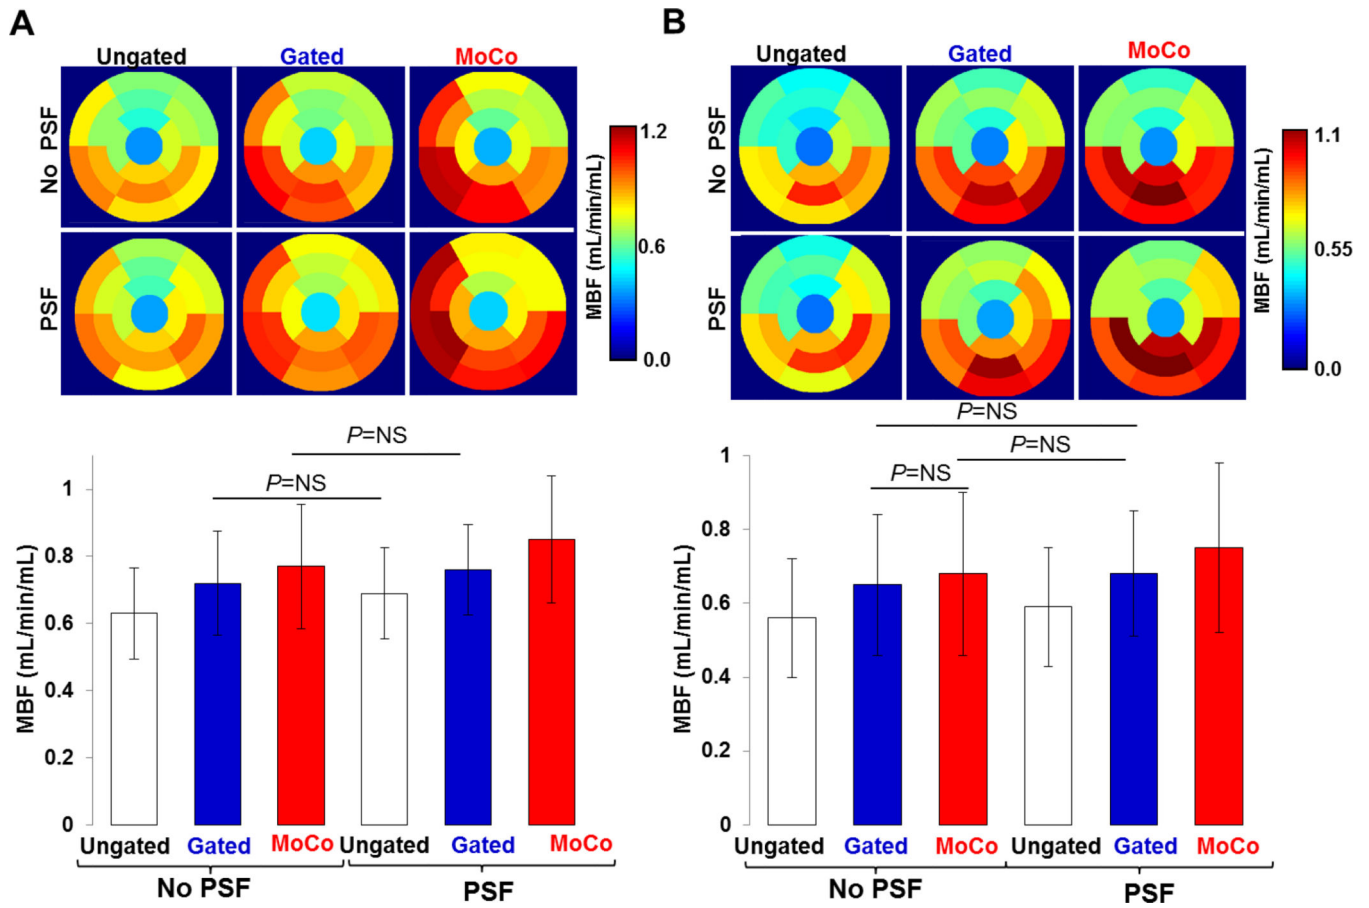 A
B
Ungated Gated MoCo
Ungated Gated MoCo
No PSF
PSF
1.2
0.6
0.0
MBF (mL/min/mL)
No PSF
PSF
1.1
0.55
0.0
MBF (mL/min/mL)
P=NS
P=NS
1
0.8
0.6
0.4
0.2
0
MBF (mL/min/mL)
Ungated Gated MoCo Ungated Gated MoCo
No PSF PSF
P=NS
P=NS
P=NS
1
0.8
0.6
0.4
0.2
0
MBF (mL/min/mL)
Ungated Gated MoCo Ungated Gated MoCo
No PSF PSF